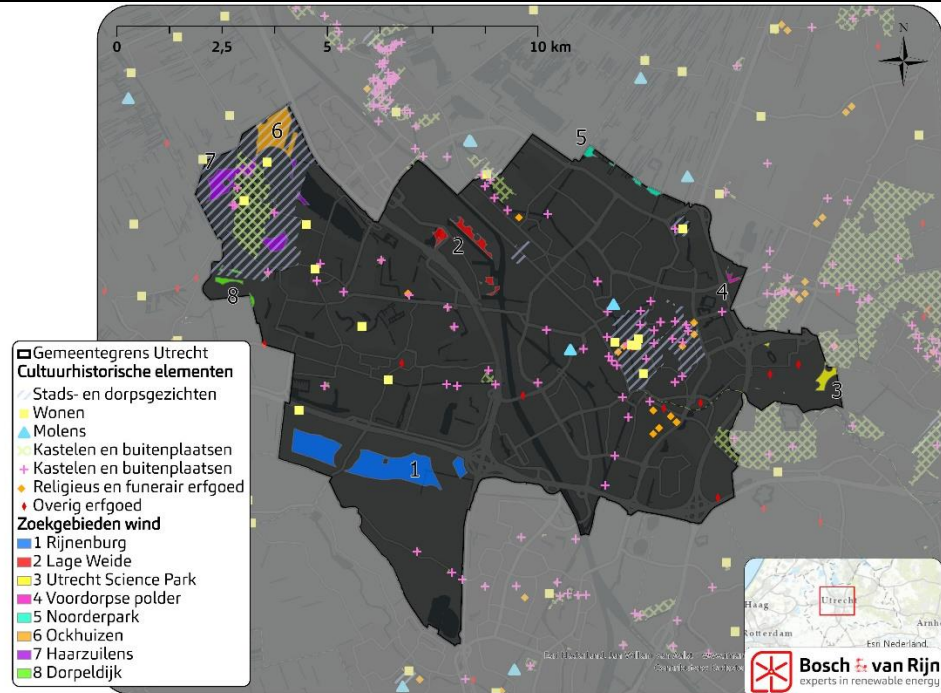 0 2,5 5 10 km
N
6
5
7
2
8
4
3
1
Gemeentegrens Utrecht
Cultuurhistorische elementen
Stads- en dorpsgezichten
Wonen
Molens
Kastelen en buitenplaatsen
Kastelen en buitenplaatsen
Religieus en funerair erfgoed
Overig erfgoed
Zoekgebieden wind
1 Rijnenburg
2 Lage Weide
3 Utrecht Science Park
4 Voordorpse polder
5 Noorderpark
6 Ockhuizen
7 Haarzuilens
8 Dorpeldijk
Haag
Utrecht
Rotterdam
Arnh
Esri Nederland,
Bosch & van Rijn
experts in renewable energy